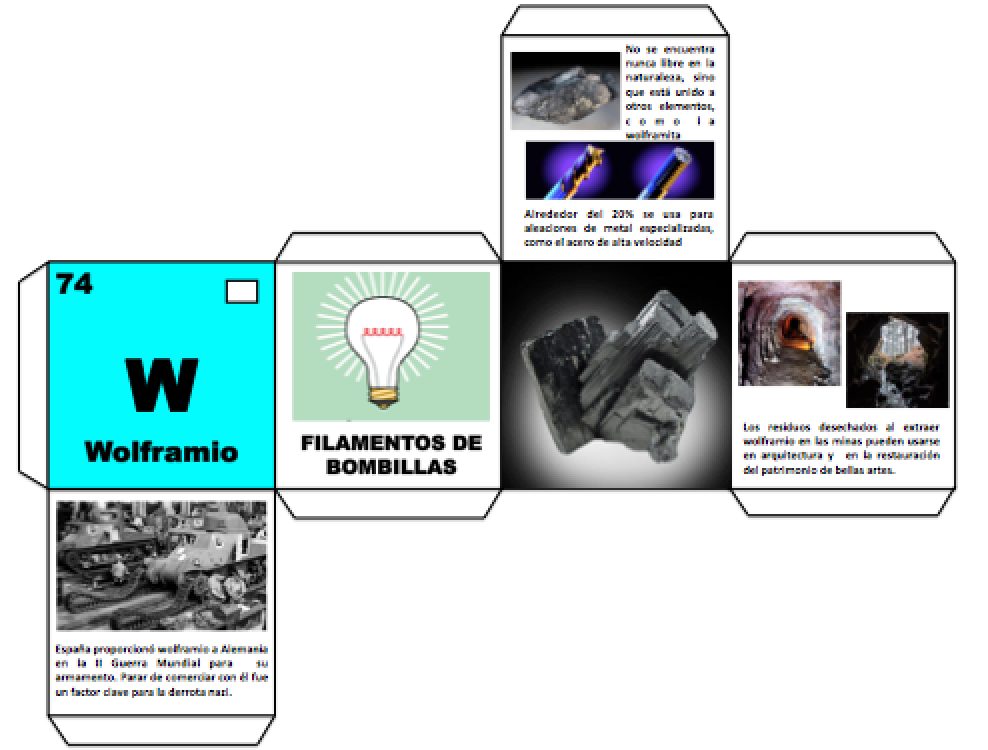 No se encuentra
nunca libre en la
naturaleza, sino
que está unido a
otros elementos,
como la
wolframita
Alrededor del 20% se usa para
aleaciones de metal especializadas,
como el acero de alta velocidad
74
W
Wolframio
FILAMENTOS DE
BOMBILLAS
Los residuos desechados al extraer
wolframio en las minas pueden usarse
en arquitectura y en la restauración
del patrimonio de bellas artes.
España proporcionó wolframio a Alemania
en la II Guerra Mundial para su
armamento. Parar de comerciar con él fue
un factor clave para la derrota nazi.